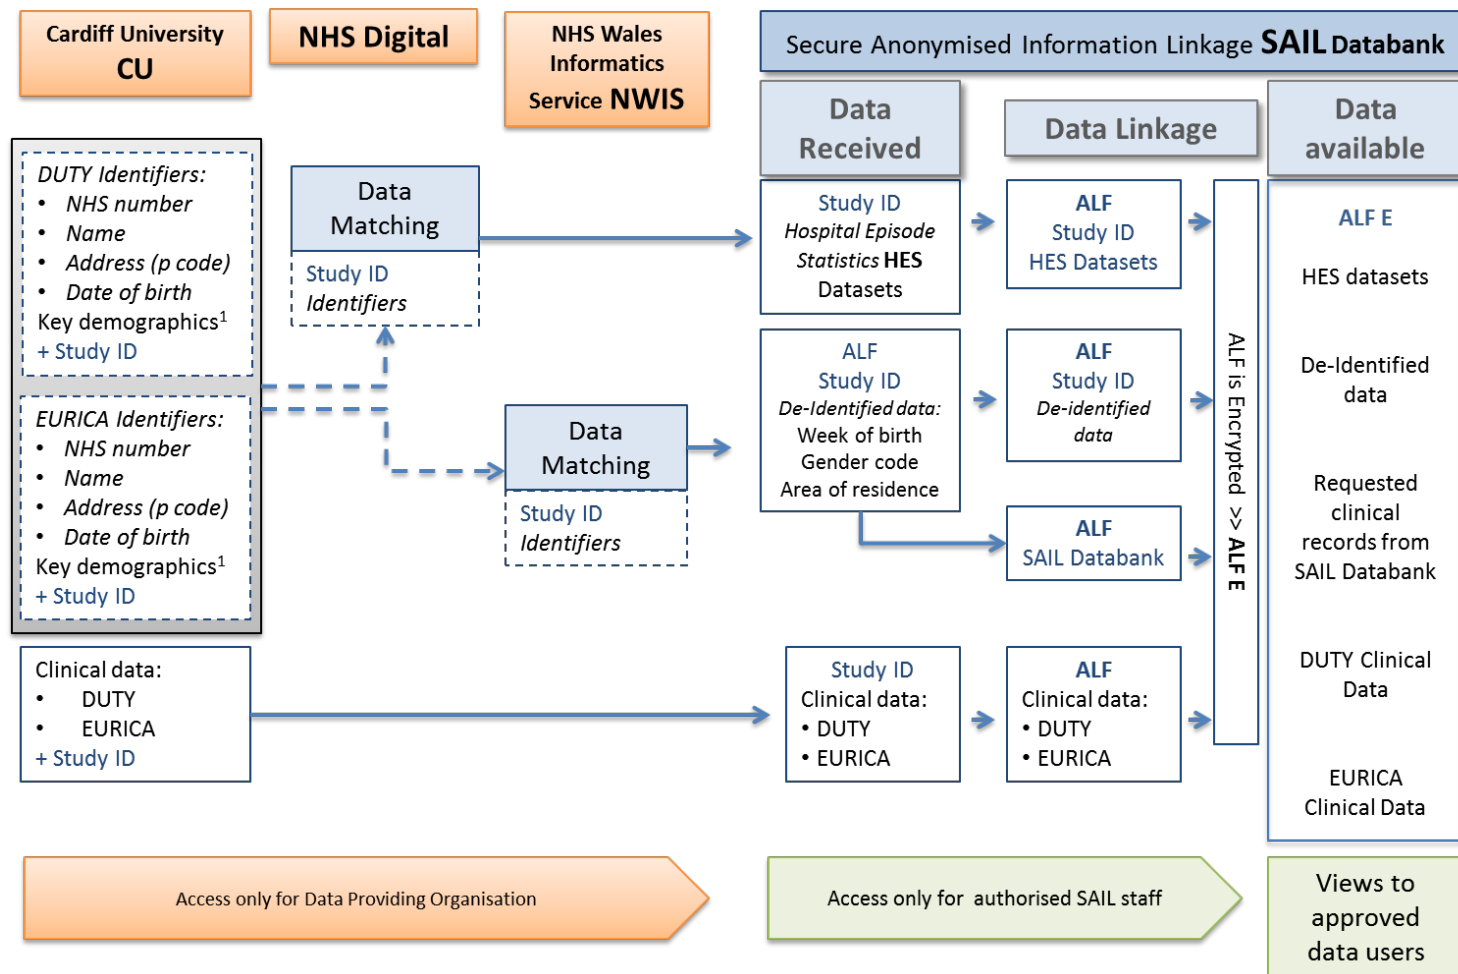 Cardiff University
CU
NHS Digital
NHS Wales
Informatics
Service NWIS
Secure Anonymised Information Linkage SAIL Databank
Data
Received
Data Linkage
Data
available
DUTY Identifiers:
• NHS number
• Name
• Address (p code)
• Date of birth
Key demographics¹
+ Study ID
EURICA Identifiers:
• NHS number
• Name
• Address (p code)
• Date of birth
Key demographics¹
+ Study ID
Clinical data:
• DUTY
• EURICA
+ Study ID
Data
Matching
Study ID
Identifiers
Data
Matching
Study ID
Identifiers
Study ID
Hospital Episode
Statistics HES
Datasets
ALF
Study ID
De-Identified data:
Week of birth
Gender code
Area of residence
Study ID
Clinical data:
• DUTY
• EURICA
ALF
Study ID
HES Datasets
ALF
Study ID
De-identified
data
ALF
SAIL Databank
ALF
Clinical data:
• DUTY
• EURICA
ALF is Encrypted >> ALF E
ALF E
HES datasets
De-Identified
data
Requested
clinical
records from
SAIL Databank
DUTY Clinical
Data
EURICA
Clinical Data
Access only for Data Providing Organisation
Access only for authorised SAIL staff
Views to
approved
data users